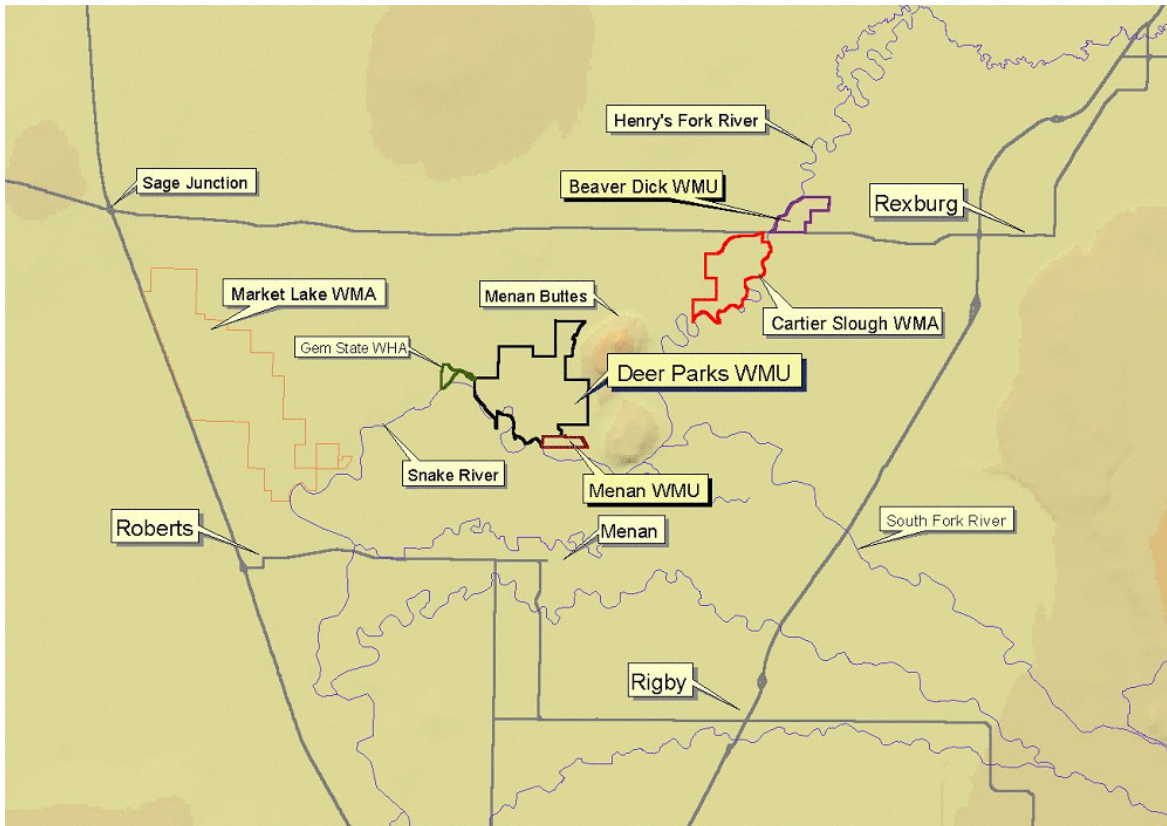 Henry's Fork River
Sage Junction
Beaver Dick WMU
Rexburg
Market Lake WMA
Menan Buttes
Cartier Slough WMA
Gem State WHA
Deer Parks WMU
Snake River
Menan WMU
Roberts
Menan
South Fork River
Rigby